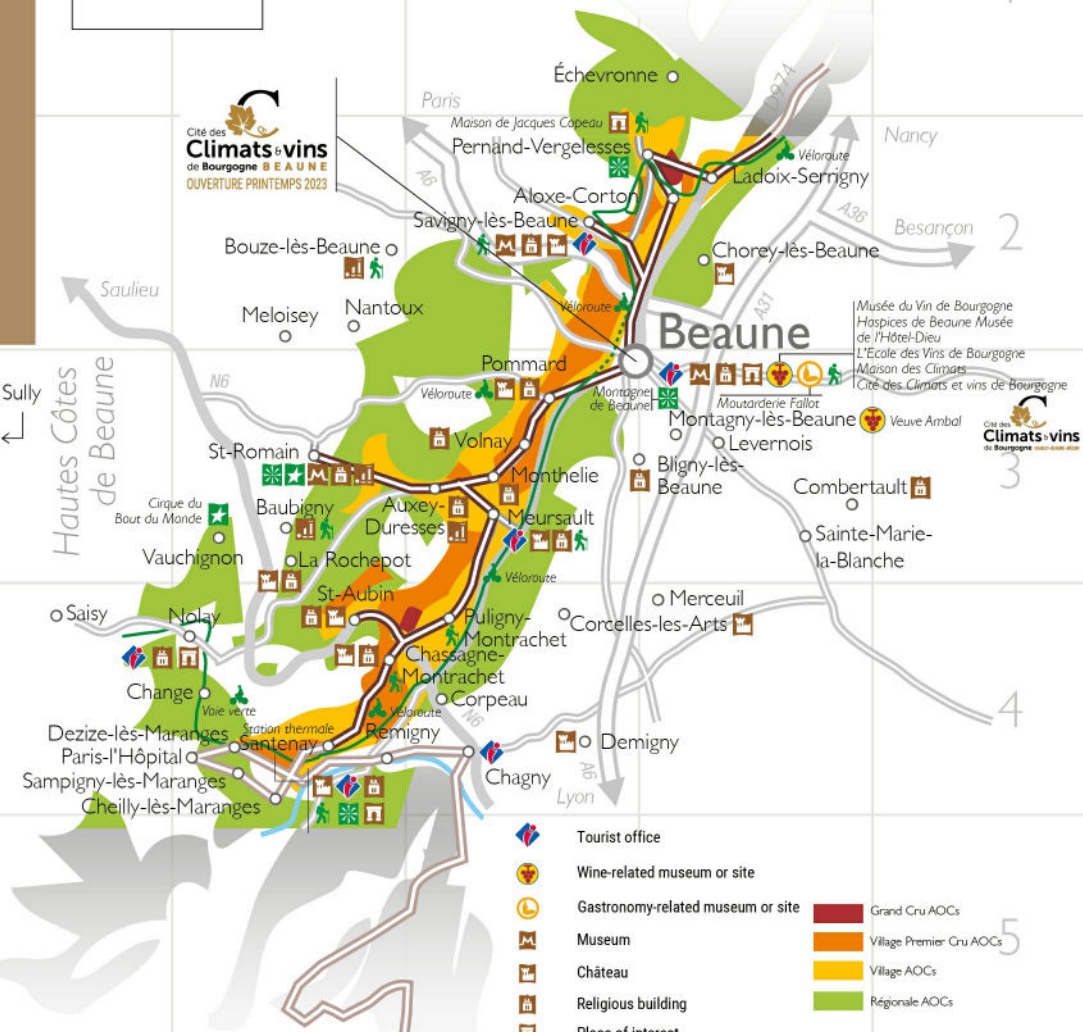 Échevronne
Paris
D974
Maison de Jacques Copeau
Nancy
Pernand-Vergelesses
Véloroute
Cité des
Climats & vins
de Bourgogne BEAUNE
OUVERTURE PRINTEMPS 2023
A6
Ladoix-Serrigny
Aloxe-Corton
A36
Savigny-lès-Beaune
Besançon
2
Bouze-lès-Beaune
Chorey-lès-Beaune
Saulieu
A31
Véloroute
Meloisey
Nantoux
Musée du Vin de Bourgogne
Hospices de Beaune Musée
de l'Hôtel-Dieu
L'Ecole des Vins de Bourgogne
Maison des Climats
Cité des Climats et vins de Bourgogne
Beaune
Pommard
N6
Sully
Hautes Côtes
de Beaune
Véloroute
Montagne
de Beaune
Moutarderie Fallot
Montagny-lès-Beaune
Veuve Ambal
Cité des
Climats & vins
de Bourgogne
Volnay
Levernois
St-Romain
Bligny-lès-
Beaune
3
Monthelie
Combertault
Cirque du
Bout du Monde
Baubigny
Auxey-
Duresses
Meursault
Vauchignon
La Rochepot
Sainte-Marie-
la-Blanche
Véloroute
St-Aubin
Saisy
Nolay
Merceuil
Puligny-
Montrachet
Corcelles-les-Arts
Chassagne-
Montrachet
Change
Corpeau
Voie verte
Véloroute
N6
4
Station thermale
Dezize-lès-Maranges
Santenay
Remigny
Paris-l'Hôpital
Demigny
Sampigny-lès-Maranges
A6
Chagny
Cheilly-lès-Maranges
Lyon
Tourist office
Wine-related museum or site
Gastronomy-related museum or site
Museum
Château
Religious building
Place of interest
Grand Cru AOCs
Village Premier Cru AOCs
Village AOCs
Régionale AOCs
5